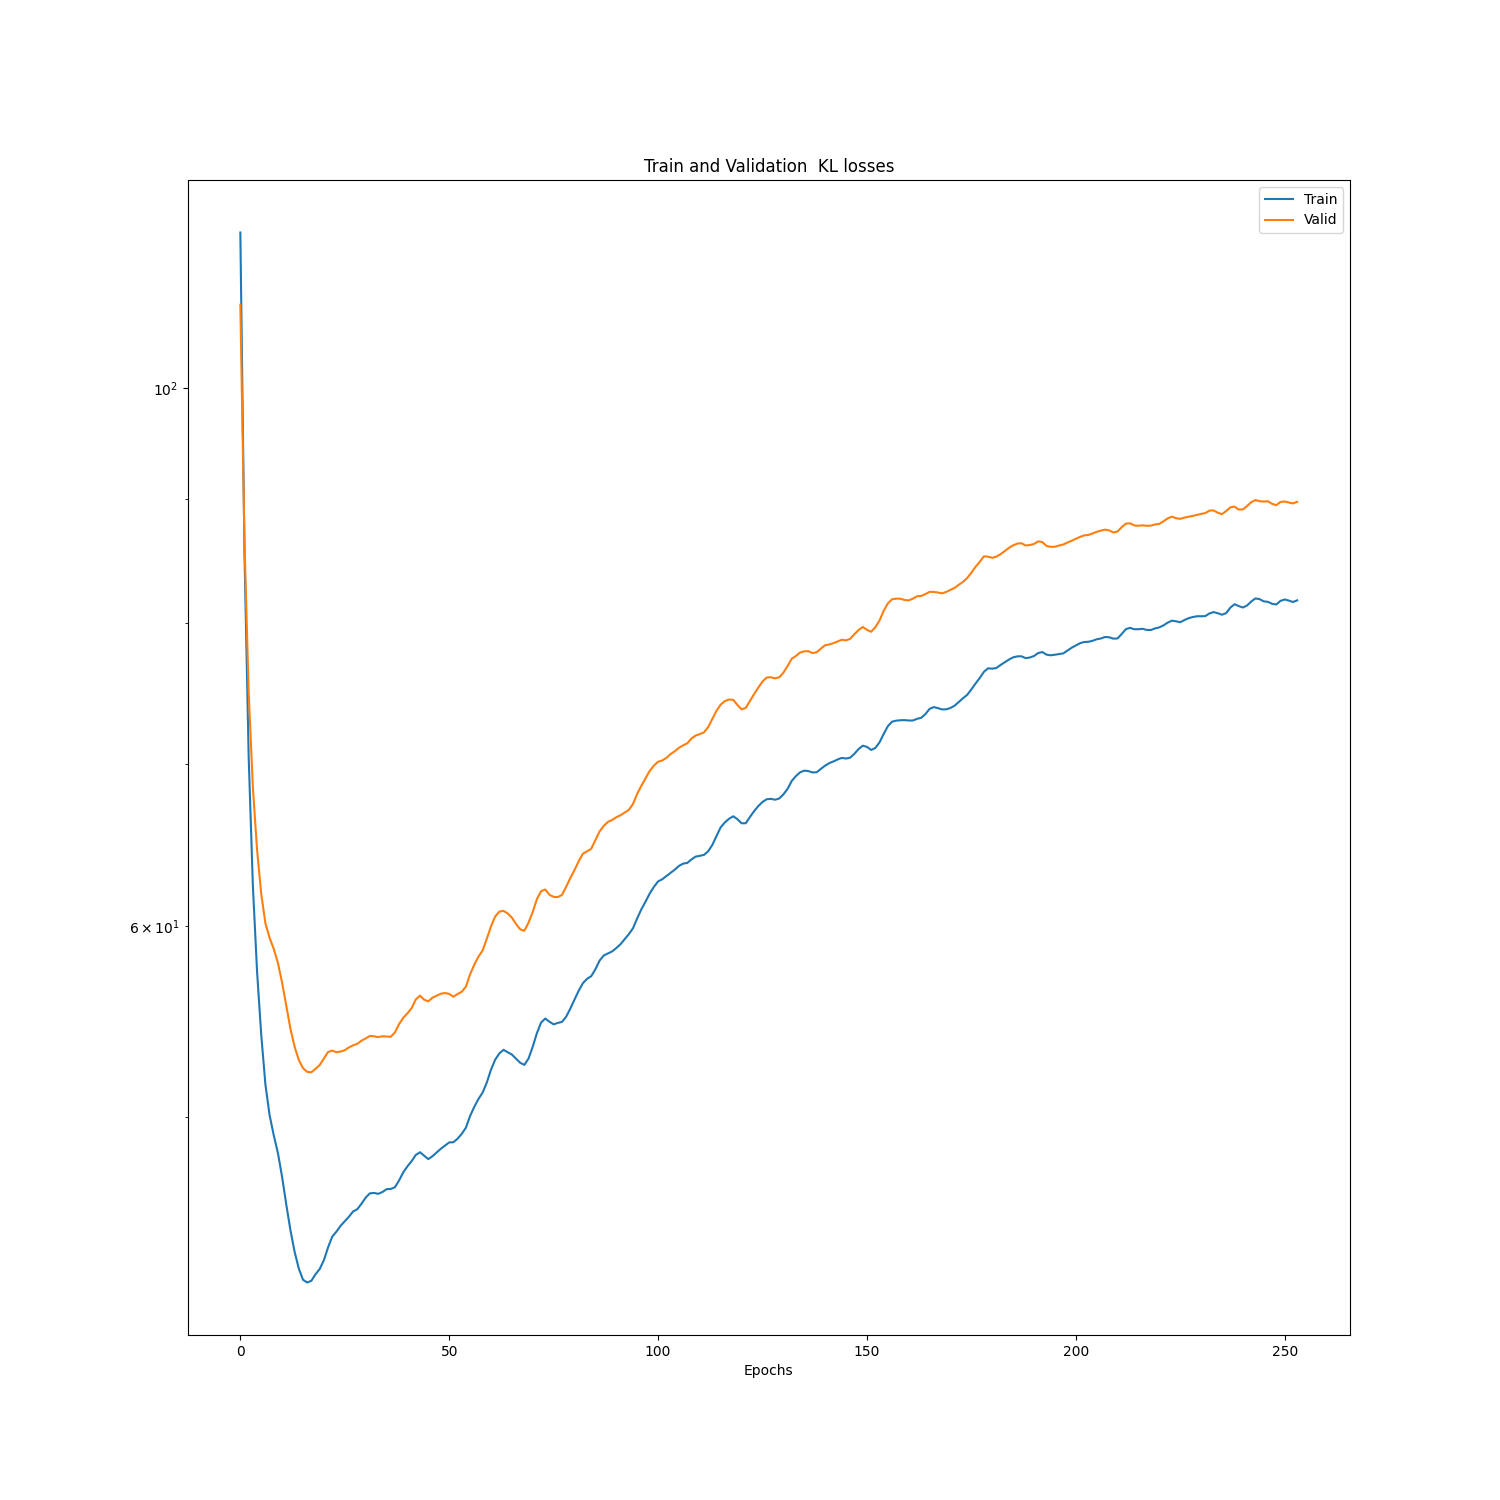 Train and Validation  KL losses
Train
Valid
10²
6 × 10¹
0 50 100 150 200 250
Epochs